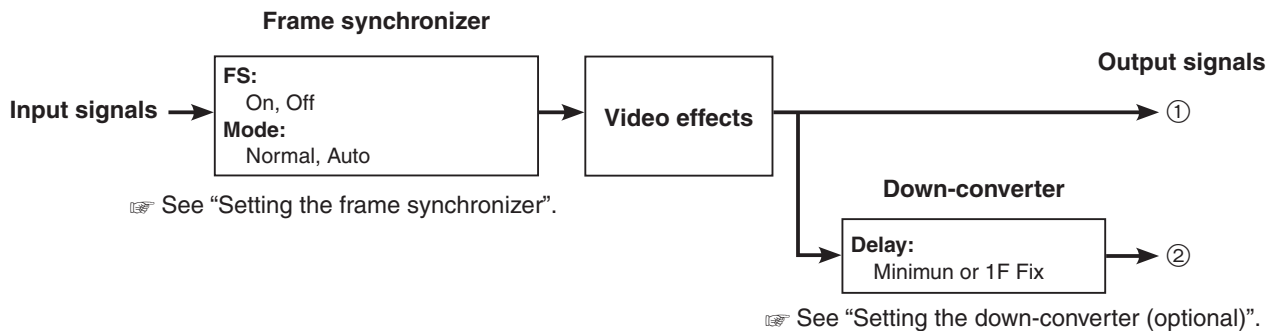 Frame synchronizer
Output signals
Input signals
FS:
On, Off
Mode:
Normal, Auto
Video effects
①
☞ See “Setting the frame synchronizer”.
Down-converter
Delay:
Minimun or 1F Fix
②
☞ See “Setting the down-converter (optional)”.